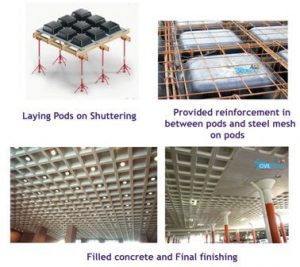 Laying Pods on Shuttering
Provided reinforcement in
between pods and steel mesh
on pods
Filled concrete and Final finishing